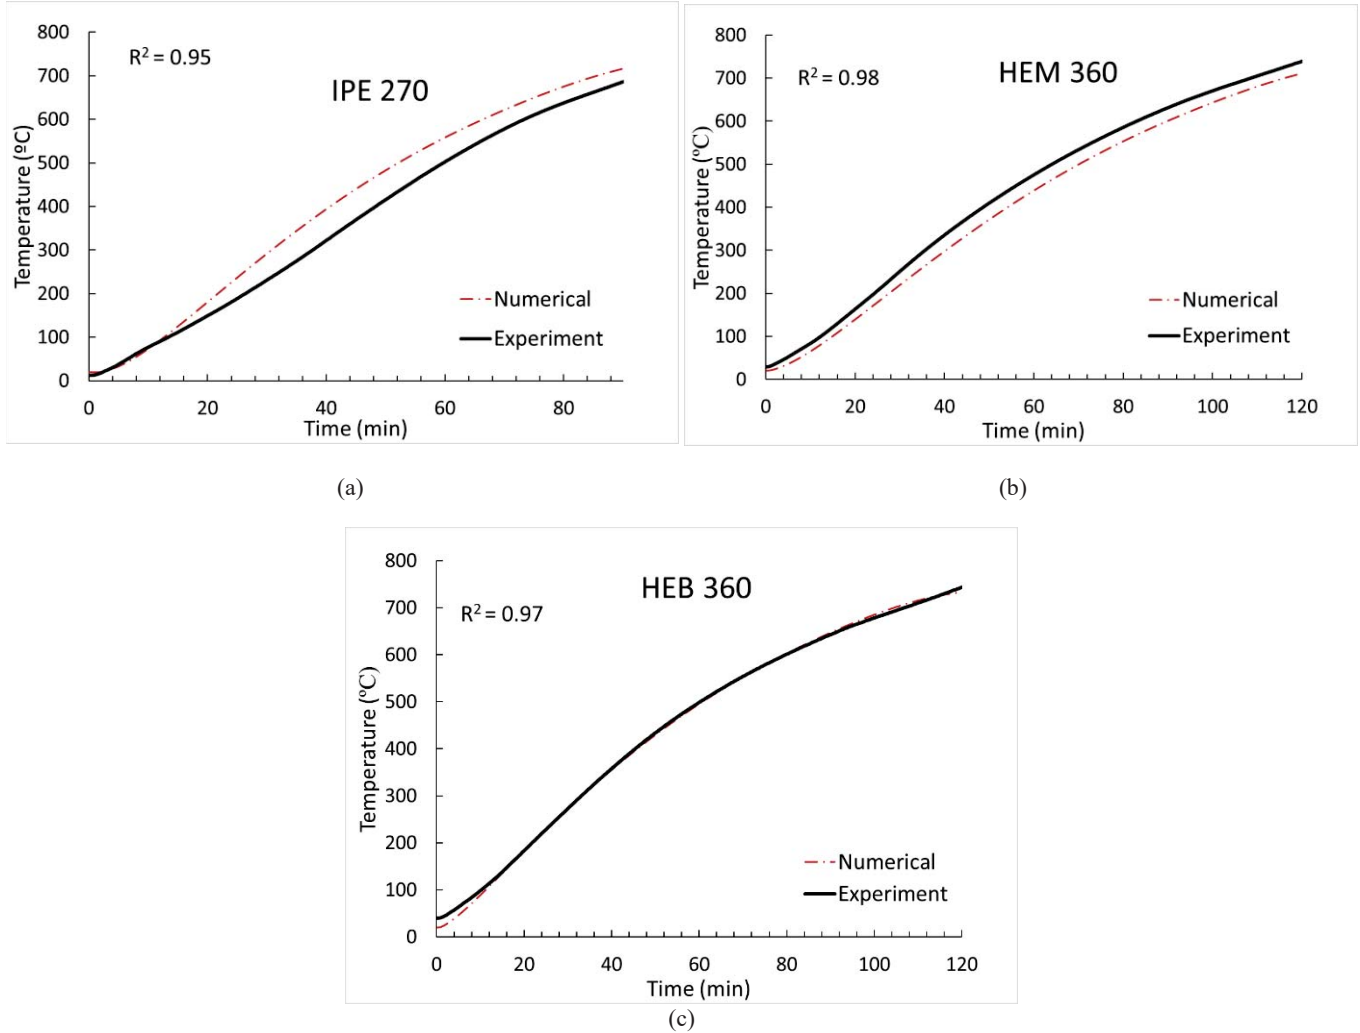 800
700
600
500
400
300
200
100
0
Temperature (ºC)
R² = 0.95
IPE 270
Numerical
Experiment
0 20 40 60 80
Time (min)
(a)
800
700
600
500
400
300
200
100
0
Temperature (ºC)
R² = 0.98
HEM 360
Numerical
Experiment
0 20 40 60 80 100 120
Time (min)
(b)
800
700
600
500
400
300
200
100
0
Temperature (ºC)
HEB 360
R² = 0.97
Numerical
Experiment
0 20 40 60 80 100 120
Time (min)
(c)